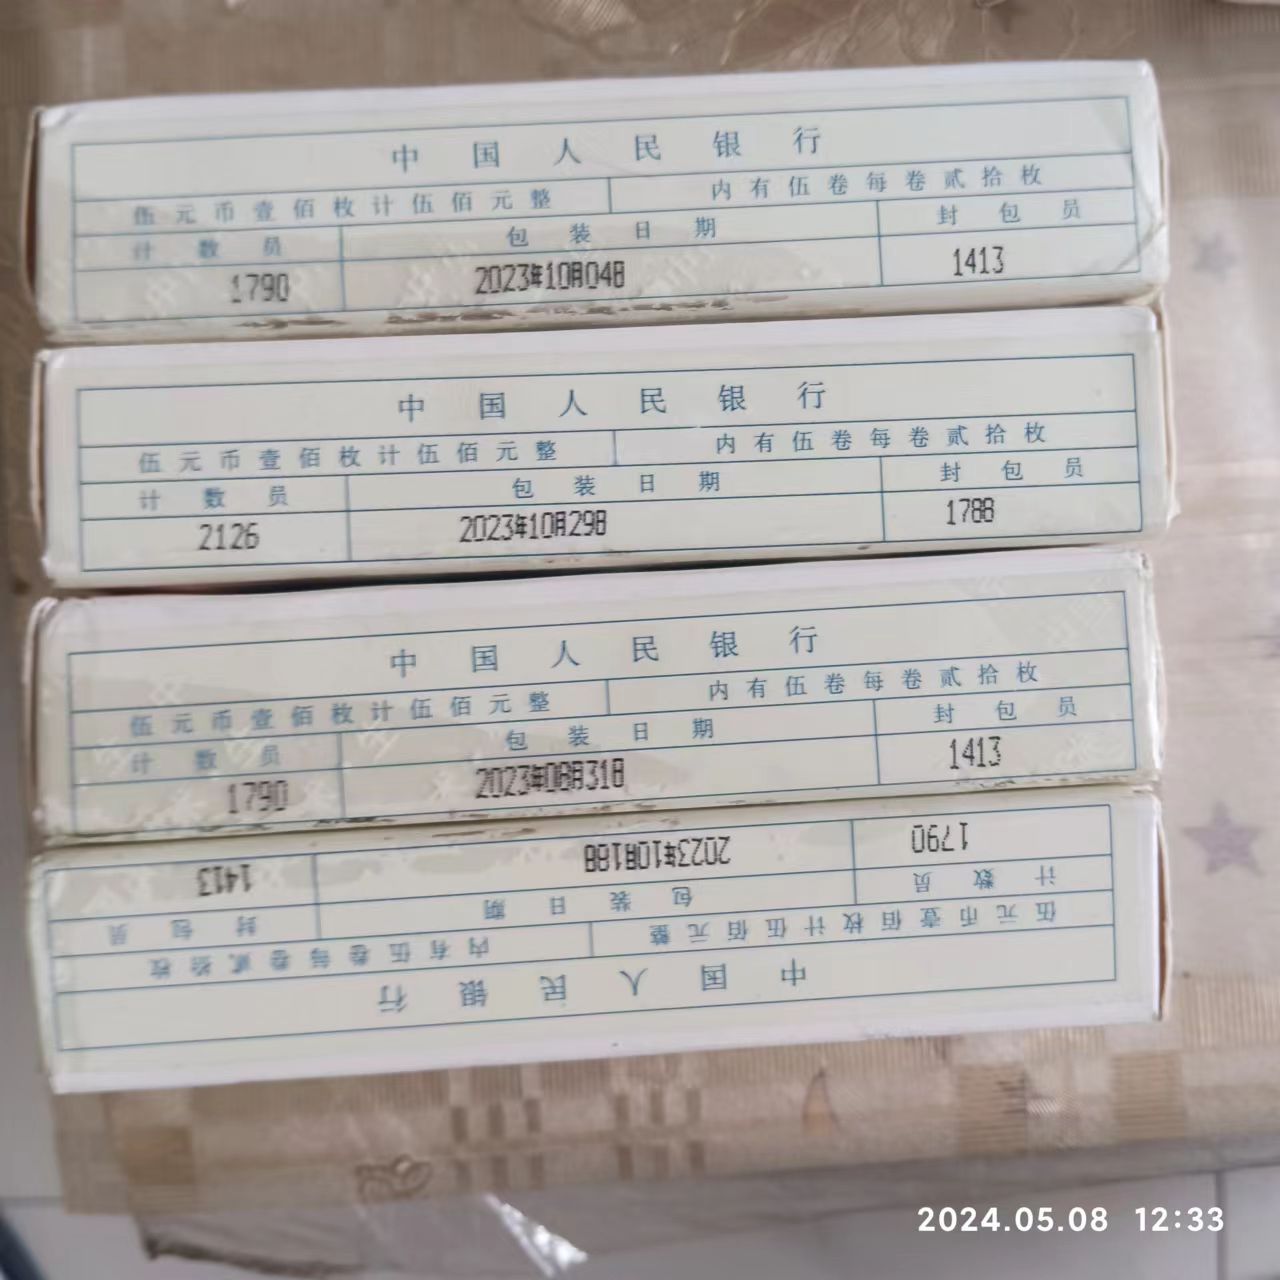 中国人民银行
伍元币壹佰枚计伍佰元整 内有伍卷每卷贰拾枚
计数员 包装日期 封包员
1790 2023年10月04日 1413
中国人民银行
伍元币壹佰枚计伍佰元整 内有伍卷每卷贰拾枚
计数员 包装日期 封包员
2126 2023年10月29日 1788
中国人民银行
伍元币壹佰枚计伍佰元整 内有伍卷每卷贰拾枚
计数员 包装日期 封包员
1790 2023年08月31日 1413
中国人民银行
伍元币壹佰枚计伍佰元整 内有伍卷每卷贰拾枚
计数员 包装日期 封包员
1790 2023年10月18日 1413
2024.05.08 12:33